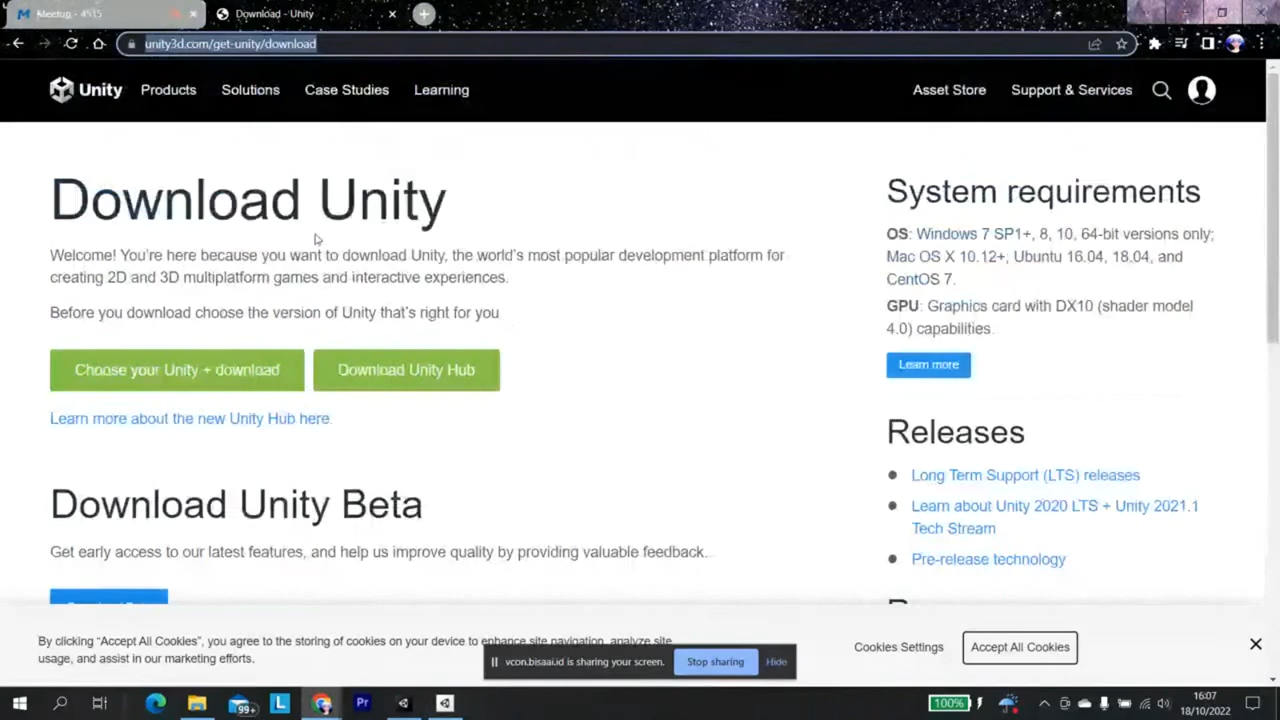 Meetup - 4515
Download - Unity
unity3d.com/get-unity/download
Unity
Products
Solutions
Case Studies
Learning
Asset Store
Support & Services
Download Unity
Welcome! You're here because you want to download Unity, the world's most popular development platform for
creating 2D and 3D multiplatform games and interactive experiences.
Before you download choose the version of Unity that's right for you
Choose your Unity + download
Download Unity Hub
Learn more about the new Unity Hub here.
Download Unity Beta
Get early access to our latest features, and help us improve quality by providing valuable feedback.
System requirements
OS: Windows 7 SP1+, 8, 10, 64-bit versions only;
Mac OS X 10.12+, Ubuntu 16.04, 18.04, and
CentOS 7.
GPU: Graphics card with DX10 (shader model
4.0) capabilities.
Learn more
Releases
Long Term Support (LTS) releases
Learn about Unity 2020 LTS + Unity 2021.1
Tech Stream
Pre-release technology
By clicking "Accept All Cookies", you agree to the storing of cookies on your device to enhance site navigation, analyze site
usage, and assist in our marketing efforts.
Cookies Settings
Accept All Cookies
vcon.bisaai.id is sharing your screen.
Stop sharing
Hide
99+
L
Pr
100%
16:07
18/10/2022